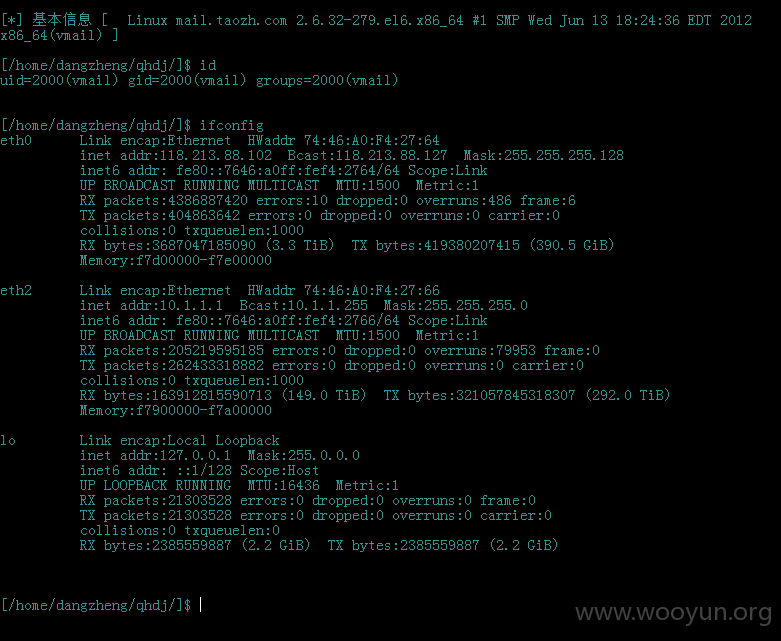 [*] 基本信息 [  Linux mail.taozh.com 2.6.32-279.el6.x86_64 #1 SMP Wed Jun 13 18:24:36 EDT 2012
x86_64(vmail) ]
[/home/dangzheng/qhdj/]$ id
uid=2000(vmail) gid=2000(vmail) groups=2000(vmail)
[/home/dangzheng/qhdj/]$ ifconfig
eth0      Link encap:Ethernet  HWaddr 74:46:A0:F4:27:64
          inet addr:118.213.88.102  Bcast:118.213.88.127  Mask:255.255.255.128
          inet6 addr: fe80::7646:a0ff:fef4:2764/64 Scope:Link
          UP BROADCAST RUNNING MULTICAST  MTU:1500  Metric:1
          RX packets:4386887420 errors:10 dropped:0 overruns:486 frame:6
          TX packets:404863642 errors:0 dropped:0 overruns:0 carrier:0
          collisions:0 txqueuelen:1000
          RX bytes:3687047185090 (3.3 TiB)  TX bytes:419380207415 (390.5 GiB)
          Memory:f7d00000-f7e00000
eth2      Link encap:Ethernet  HWaddr 74:46:A0:F4:27:66
          inet addr:10.1.1.1  Bcast:10.1.1.255  Mask:255.255.255.0
          inet6 addr: fe80::7646:a0ff:fef4:2766/64 Scope:Link
          UP BROADCAST RUNNING MULTICAST  MTU:1500  Metric:1
          RX packets:205219595185 errors:0 dropped:0 overruns:79953 frame:0
          TX packets:262433318882 errors:0 dropped:0 overruns:0 carrier:0
          collisions:0 txqueuelen:1000
          RX bytes:163912815590713 (149.0 TiB)  TX bytes:321057845318307 (292.0 TiB)
          Memory:f7900000-f7a00000
lo        Link encap:Local Loopback
          inet addr:127.0.0.1  Mask:255.0.0.0
          inet6 addr: ::1/128 Scope:Host
          UP LOOPBACK RUNNING  MTU:16436  Metric:1
          RX packets:21303528 errors:0 dropped:0 overruns:0 frame:0
          TX packets:21303528 errors:0 dropped:0 overruns:0 carrier:0
          collisions:0 txqueuelen:0
          RX bytes:2385559887 (2.2 GiB)  TX bytes:2385559887 (2.2 GiB)
[/home/dangzheng/qhdj/]$
www.wooyun.org